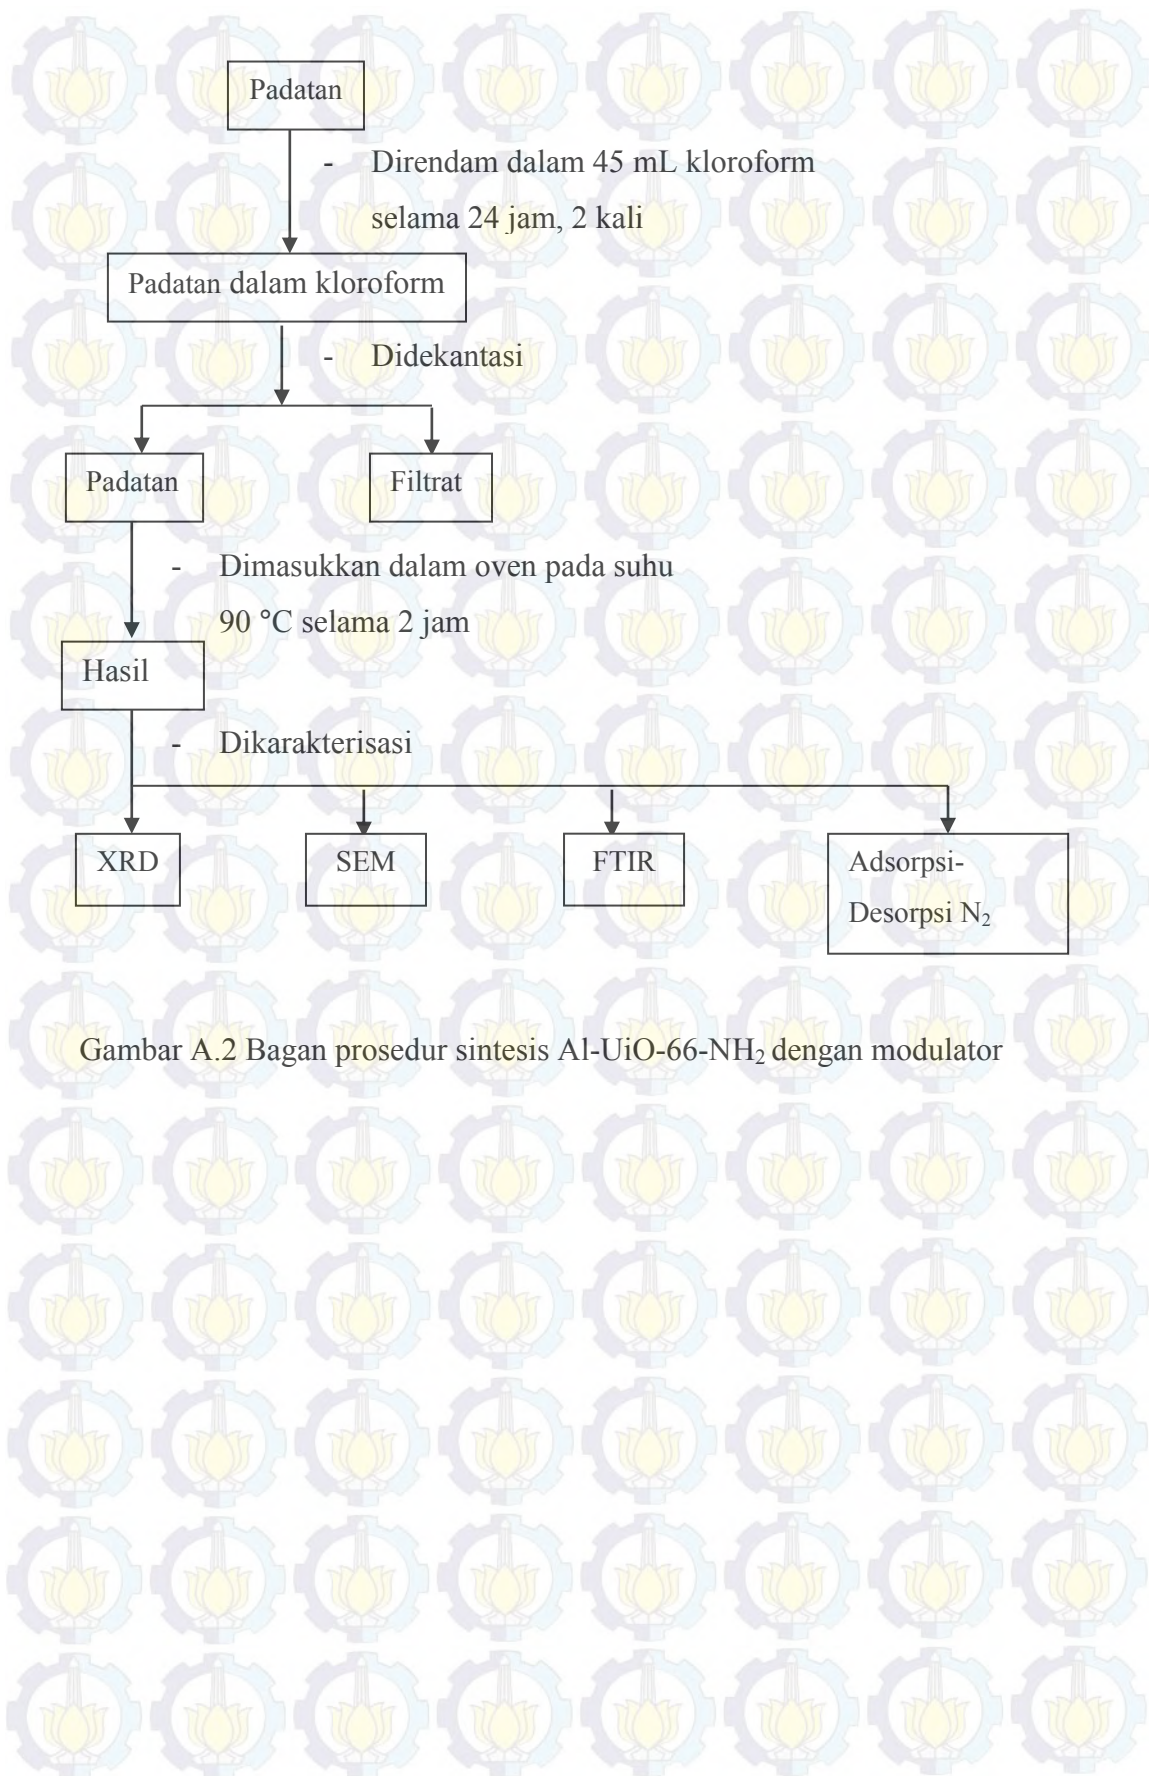 Padatan
- Direndam dalam 45 mL kloroform
selama 24 jam, 2 kali
Padatan dalam kloroform
- Didekantasi
Padatan
Filtrat
- Dimasukkan dalam oven pada suhu
90 °C selama 2 jam
Hasil
- Dikarakterisasi
XRD
SEM
FTIR
Adsorpsi-
Desorpsi N₂
Gambar A.2 Bagan prosedur sintesis Al-UiO-66-NH₂ dengan modulator